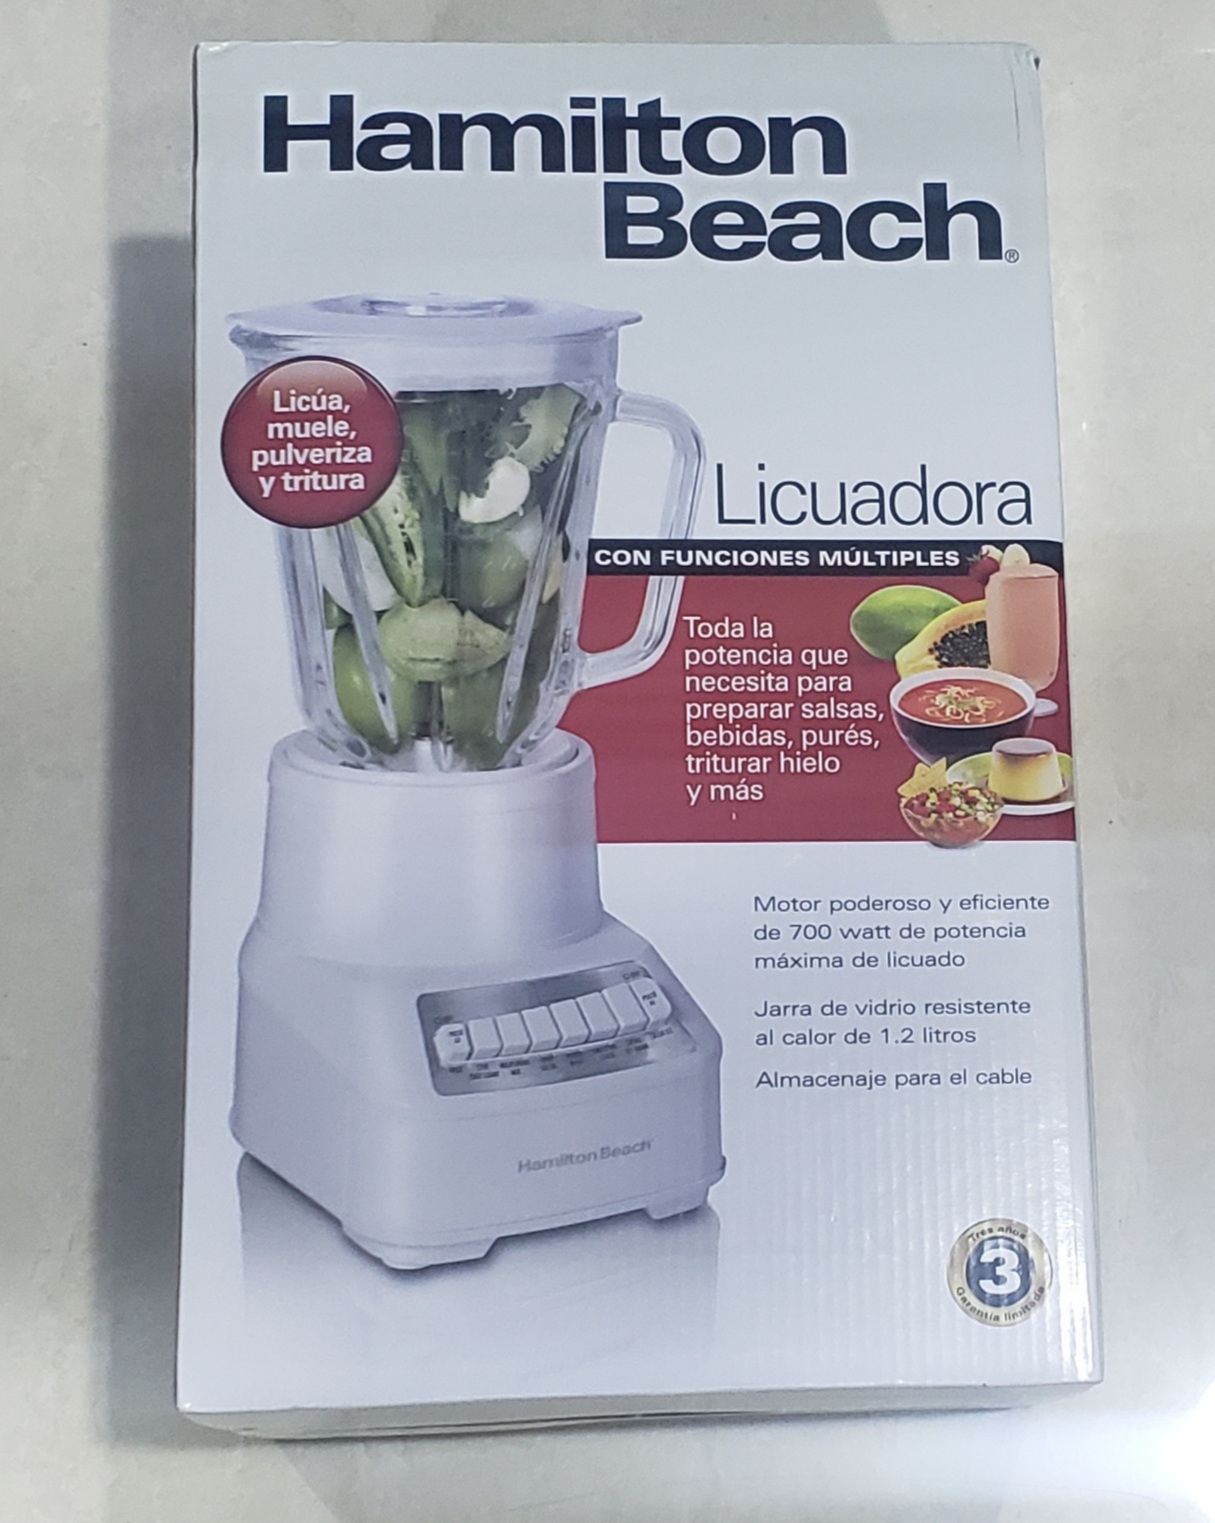 Hamilton
Beach®
Licúa,
muele,
pulveriza
y tritura
Licuadora
CON FUNCIONES MÚLTIPLES
Toda la
potencia que
necesita para
preparar salsas,
bebidas, purés,
triturar hielo
y más
Motor poderoso y eficiente
de 700 watt de potencia
máxima de licuado
Jarra de vidrio resistente
al calor de 1.2 litros
Almacenaje para el cable
Hamilton Beach
Tres años
3
Garantía limitada